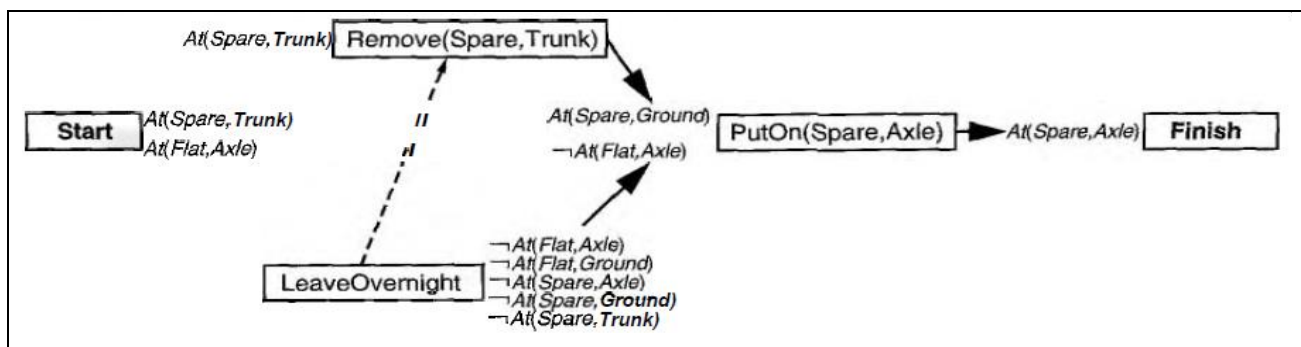 At(Spare,Trunk) Remove(Spare,Trunk)
Start
At(Spare,Trunk)
At(Flat,Axle)
At(Spare,Ground)
¬At(Flat,Axle)
PutOn(Spare,Axle)
At(Spare,Axle) Finish
LeaveOvernight
¬At(Flat,Axle)
¬At(Flat,Ground)
¬At(Spare,Axle)
¬At(Spare,Ground)
¬At(Spare,Trunk)